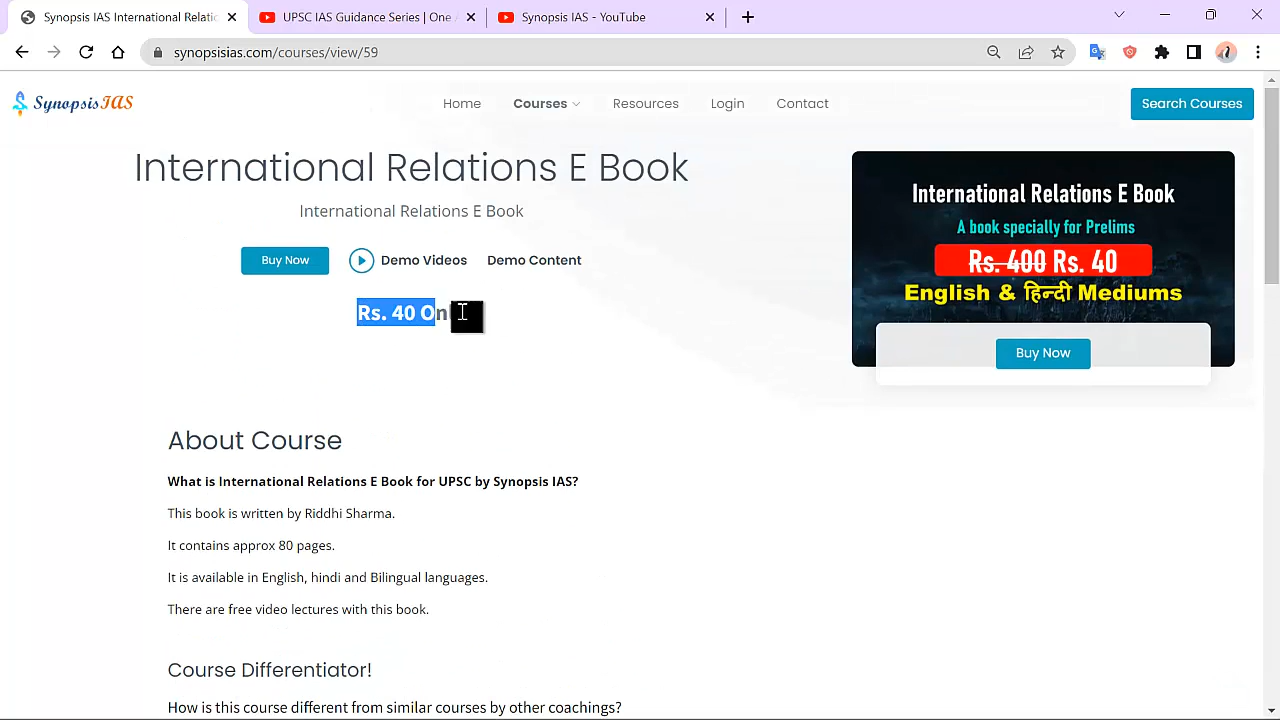 Synopsis IAS International Relatio
UPSC IAS Guidance Series | One A
Synopsis IAS - YouTube
synopsisias.com/courses/view/59
SynopsisIAS
Home
Courses
Resources
Login
Contact
Search Courses
International Relations E Book
International Relations E Book
Buy Now
Demo Videos
Demo Content
Rs. 40
International Relations E Book
A book specially for Prelims
Rs. 400 Rs. 40
English & हिन्दी Mediums
Buy Now
About Course
What is International Relations E Book for UPSC by Synopsis IAS?
This book is written by Riddhi Sharma.
It contains approx 80 pages.
It is available in English, hindi and Bilingual languages.
There are free video lectures with this book.
Course Differentiator!
How is this course different from similar courses by other coachings?